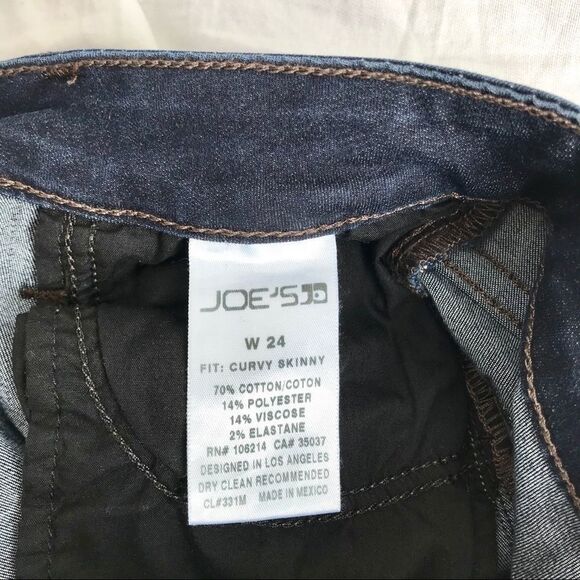 JOE'S
W 24
FIT: CURVY SKINNY
70% COTTON/COTON
14% POLYESTER
14% VISCOSE
2% ELASTANE
RN# 106214 CA# 35037
DESIGNED IN LOS ANGELES
DRY CLEAN RECOMMENDED
CL#331M MADE IN MEXICO